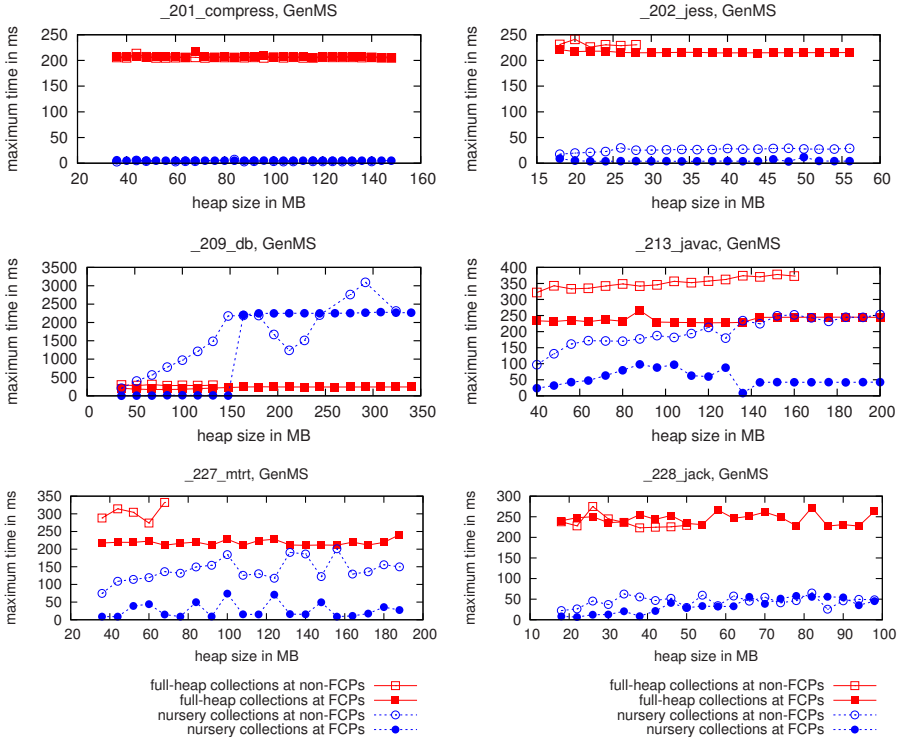 _201_compress, GenMS
maximum time in ms
250
200
150
100
50
0
20 40 60 80 100 120 140 160
heap size in MB
_202_jess, GenMS
maximum time in ms
250
200
150
100
50
0
15 20 25 30 35 40 45 50 55 60
heap size in MB
_209_db, GenMS
maximum time in ms
3500
3000
2500
2000
1500
1000
500
0
0 50 100 150 200 250 300 350
heap size in MB
_213_javac, GenMS
maximum time in ms
400
350
300
250
200
150
100
50
0
40 60 80 100 120 140 160 180 200
heap size in MB
_227_mtrt, GenMS
maximum time in ms
350
300
250
200
150
100
50
0
20 40 60 80 100 120 140 160 180 200
heap size in MB
_228_jack, GenMS
maximum time in ms
300
250
200
150
100
50
0
10 20 30 40 50 60 70 80 90 100
heap size in MB
full-heap collections at non-FCPs
full-heap collections at FCPs
nursery collections at non-FCPs
nursery collections at FCPs
full-heap collections at non-FCPs
full-heap collections at FCPs
nursery collections at non-FCPs
nursery collections at FCPs